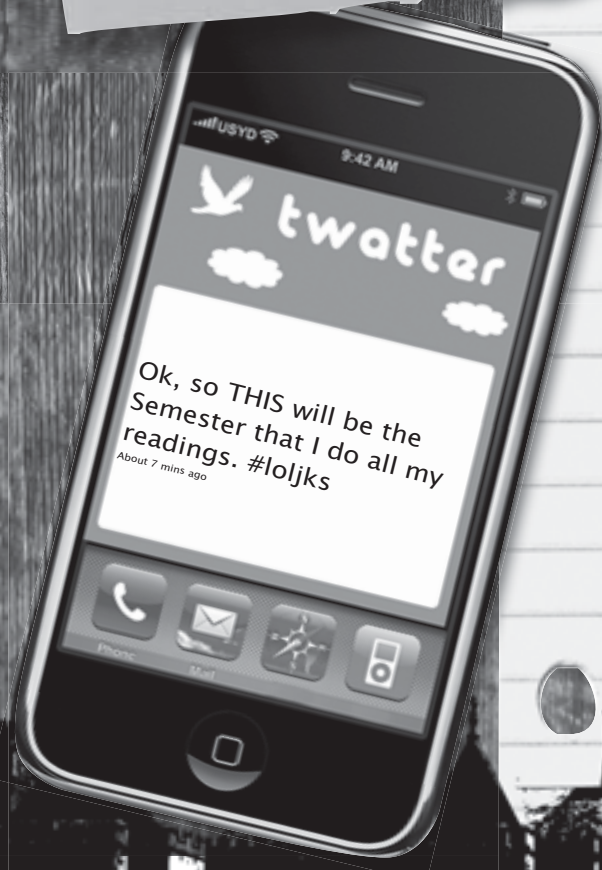 USYD
9:42 AM
twatter
Ok, so THIS will be the
Semester that I do all my
readings. #loljks
About 7 mins ago
Phone
Mail